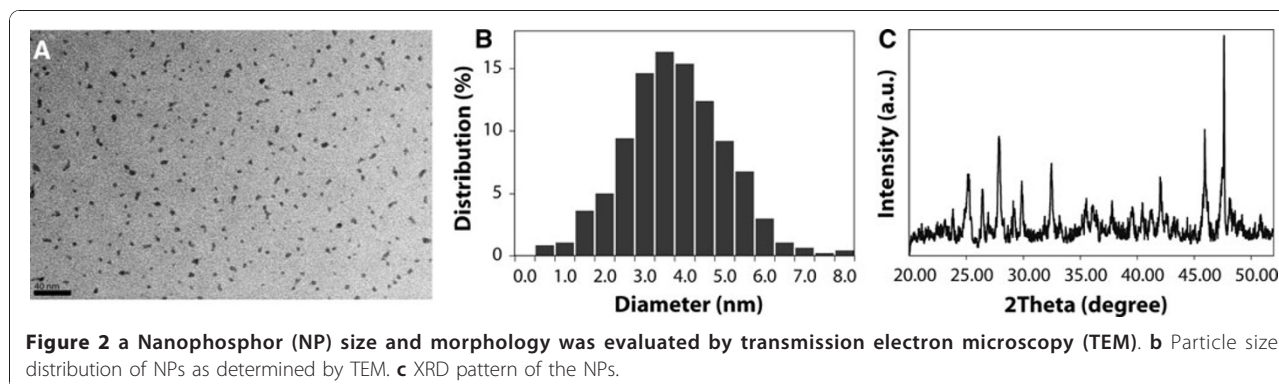 A
40 nm
B
Distribution (%)
15
10
5
0
0.0 1.0 2.0 3.0 4.0 5.0 6.0 7.0 8.0
Diameter (nm)
C
Intensity (a.u.)
20.00 25.00 30.00 35.00 40.00 45.00 50.00
2Theta (degree)
Figure 2 a Nanophosphor (NP) size and morphology was evaluated by transmission electron microscopy (TEM). b Particle size
distribution of NPs as determined by TEM. c XRD pattern of the NPs.